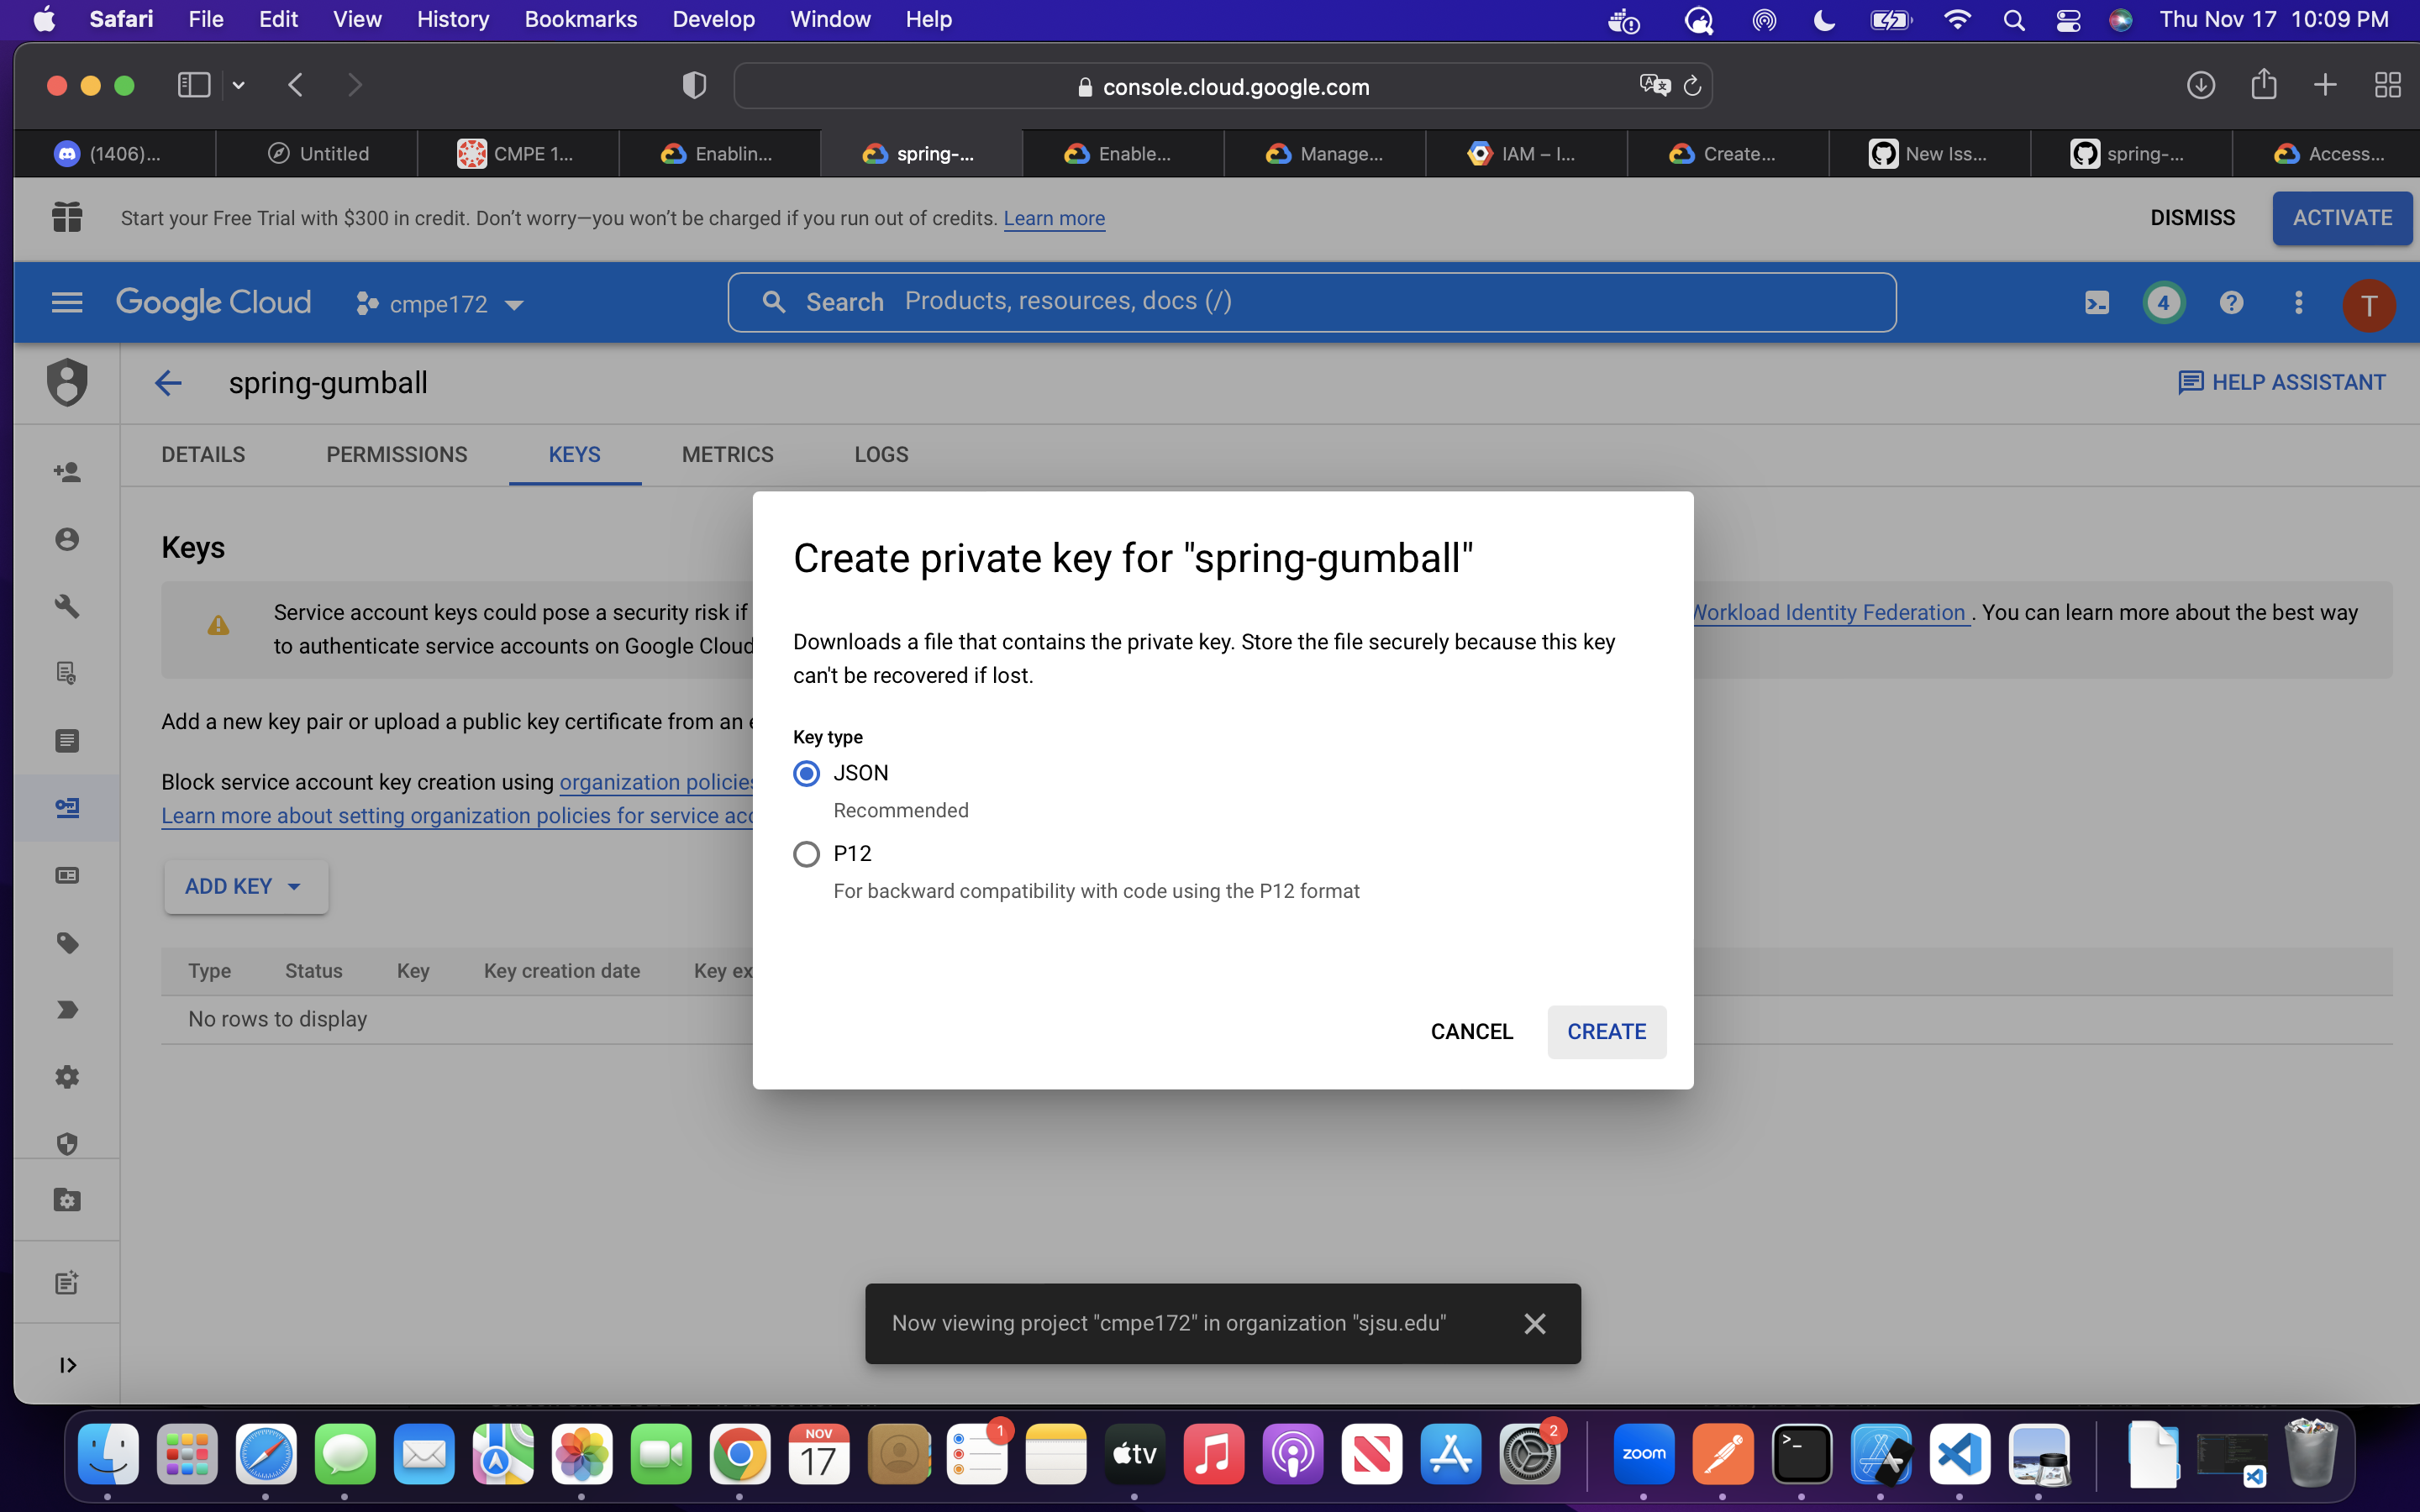 Safari File Edit View History Bookmarks Develop Window Help Thu Nov 17 10:09 PM
console.cloud.google.com
(1406)... Untitled CMPE 1... Enablin... spring-... Enable... Manage... IAM – I... Create... New Iss... spring-... Access...
Start your Free Trial with $300 in credit. Don't worry—you won't be charged if you run out of credits. Learn more DISMISS ACTIVATE
Google Cloud cmpe172 Search Products, resources, docs (/) 4 ? T
spring-gumball HELP ASSISTANT
DETAILS PERMISSIONS KEYS METRICS LOGS
Keys
Service account keys could pose a security risk if Workload Identity Federation . You can learn more about the best way
to authenticate service accounts on Google Cloud
Add a new key pair or upload a public key certificate from an e
Block service account key creation using organization policies
Learn more about setting organization policies for service acc
ADD KEY
Type Status Key Key creation date Key ex
No rows to display
Create private key for "spring-gumball"
Downloads a file that contains the private key. Store the file securely because this key
can't be recovered if lost.
Key type
JSON
Recommended
P12
For backward compatibility with code using the P12 format
CANCEL CREATE
Now viewing project "cmpe172" in organization "sjsu.edu"
NOV
17
1
tv
2
zoom
>_